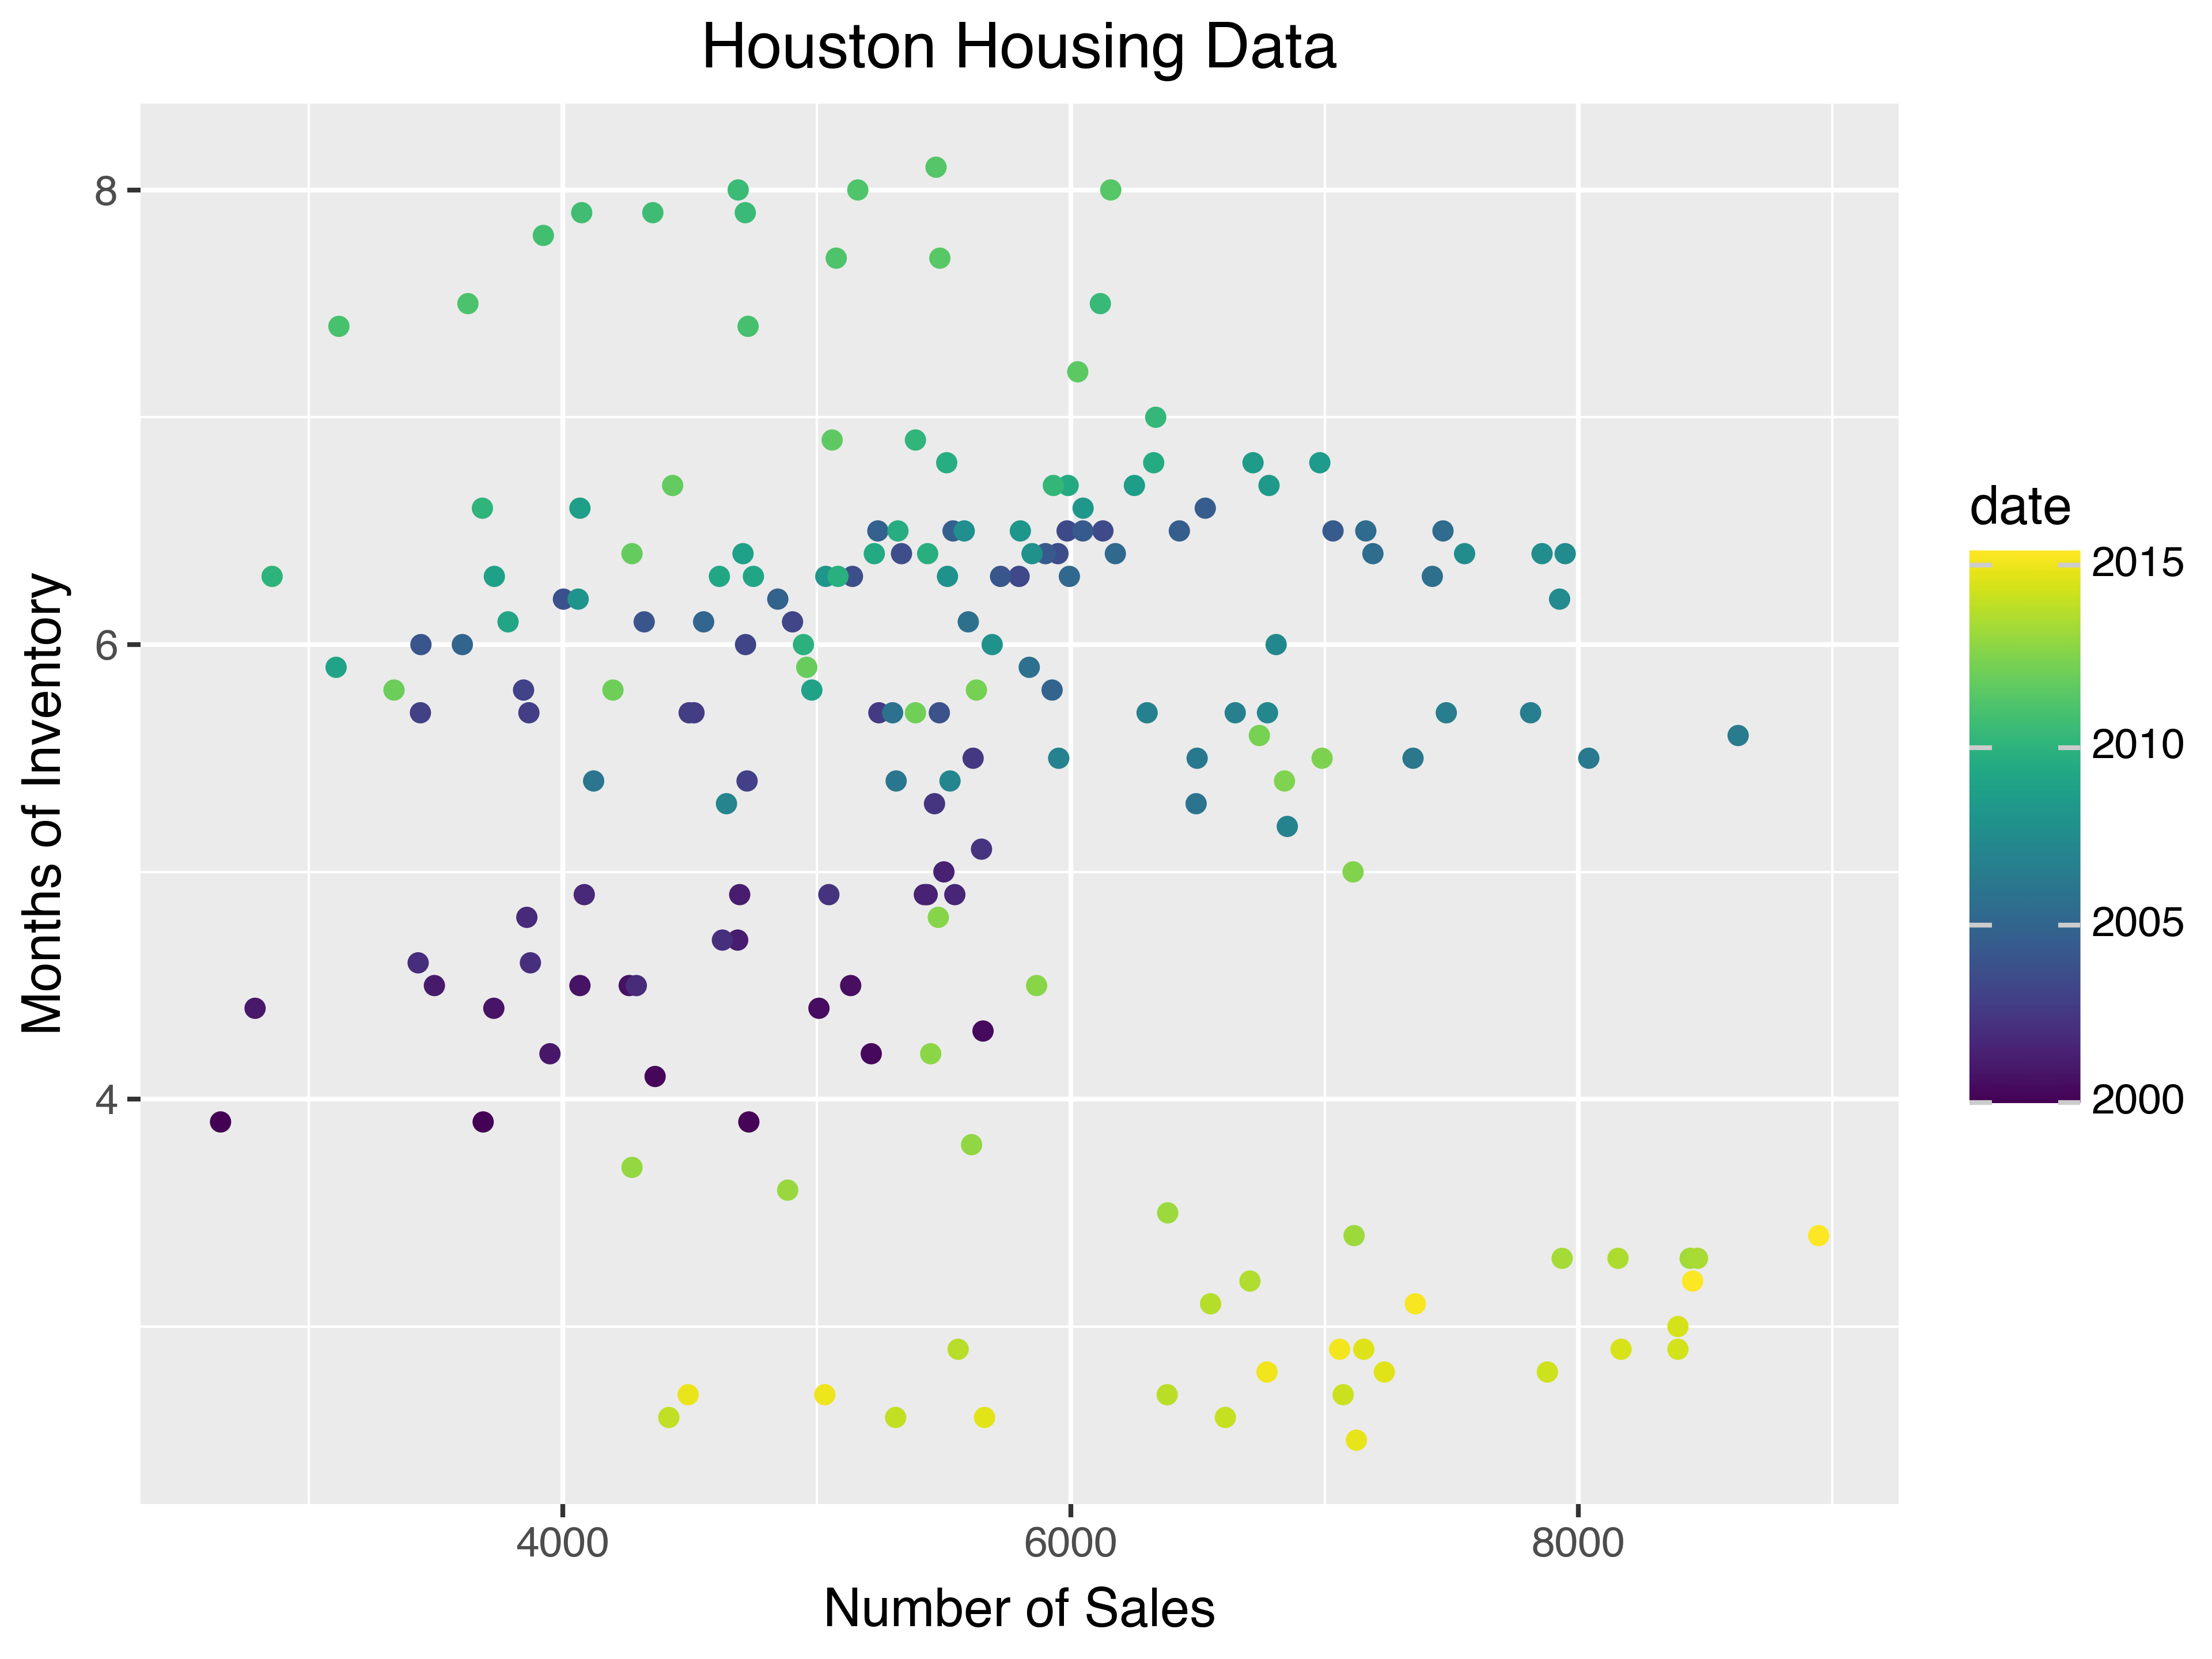 Houston Housing Data
8
6
4
Months of Inventory
4000 6000 8000
Number of Sales
date
2015
2010
2005
2000